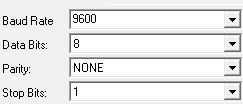 Baud Rate 9600
Data Bits: 8
Parity: NONE
Stop Bits: 1